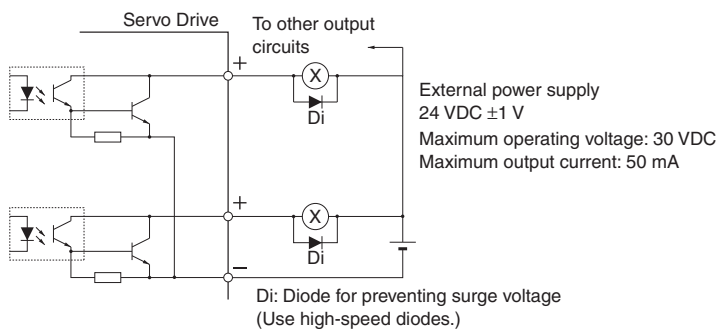 Servo Drive
To other output
circuits
+
X
Di
External power supply
24 VDC ±1 V
Maximum operating voltage: 30 VDC
Maximum output current: 50 mA
+
X
Di
−
Di: Diode for preventing surge voltage
(Use high-speed diodes.)